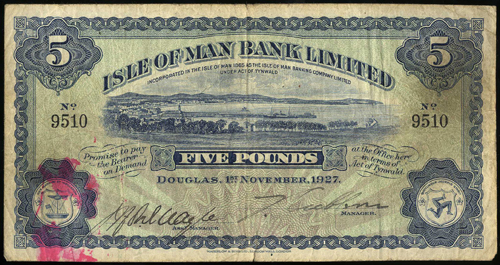 5 ISLE OF MAN BANK LIMITED 5
INCORPORATED IN THE ISLE OF MAN 1865 AS THE ISLE OF MAN BANKING COMPANY LIMITED
UNDER ACT OF TYNWALD
Nº 9510
Nº 9510
Promise to pay
the Bearer
on Demand
FIVE POUNDS
at the Office here
in terms of
Act of Tynwald.
DOUGLAS, 1ST NOVEMBER, 1927.
ASST MANAGER.
MANAGER.